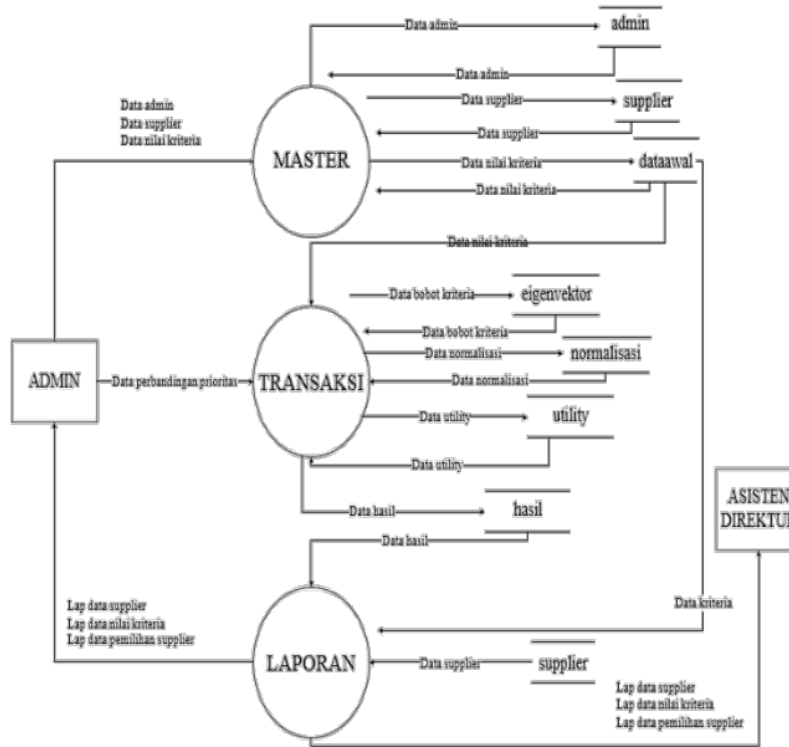 Data admin
admin
Data admin
Data admin
Data supplier
Data nilai kriteria
Data supplier
supplier
Data supplier
MASTER
Data nilai kriteria
dataawal
Data nilai kriteria
Data nilai kriteria
Data bobot kriteria
eigenvektor
Data bobot kriteria
Data normalisasi
normalisasi
ADMIN
Data perbandingan prioritas
TRANSAKSI
Data normalisasi
Data utility
utility
Data utility
Data hasil
hasil
ASISTEN
DIREKTUR
Data hasil
Data kriteria
Lap data supplier
Lap data nilai kriteria
Lap data pemilihan supplier
LAPORAN
Data supplier
supplier
Lap data supplier
Lap data nilai kriteria
Lap data pemilihan supplier